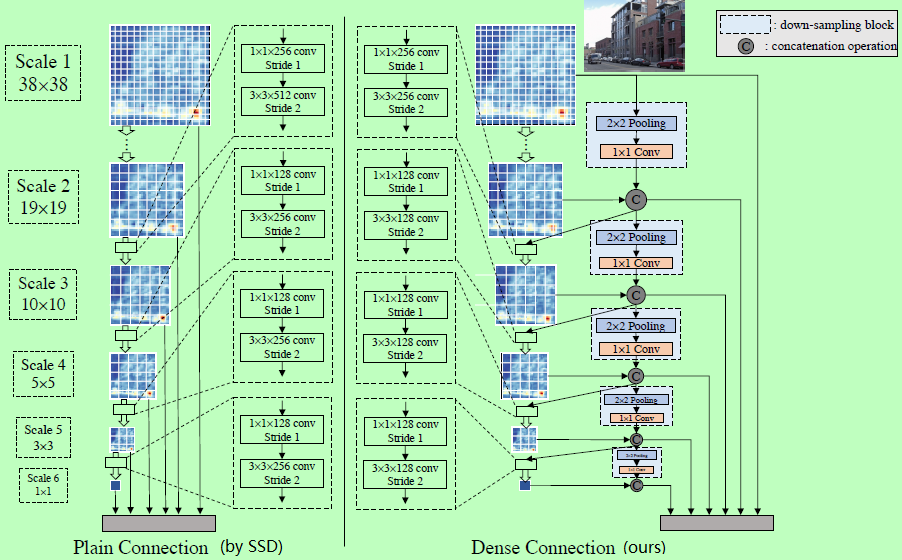 Scale 1
38×38
Scale 2
19×19
Scale 3
10×10
Scale 4
5×5
Scale 5
3×3
Scale 6
1×1
1×1×256 conv
Stride 1
3×3×512 conv
Stride 2
1×1×128 conv
Stride 1
3×3×256 conv
Stride 2
1×1×128 conv
Stride 1
3×3×256 conv
Stride 2
1×1×128 conv
Stride 1
3×3×256 conv
Stride 2
Plain Connection (by SSD)
1×1×256 conv
Stride 1
3×3×256 conv
Stride 2
1×1×128 conv
Stride 1
3×3×128 conv
Stride 2
1×1×128 conv
Stride 1
3×3×128 conv
Stride 2
1×1×128 conv
Stride 1
3×3×128 conv
Stride 2
: down-sampling block
C : concatenation operation
2×2 Pooling
1×1 Conv
C
2×2 Pooling
1×1 Conv
C
2×2 Pooling
1×1 Conv
C
2×2 Pooling
1×1 Conv
C
Pooling
1×1 Conv
C
Dense Connection (ours)